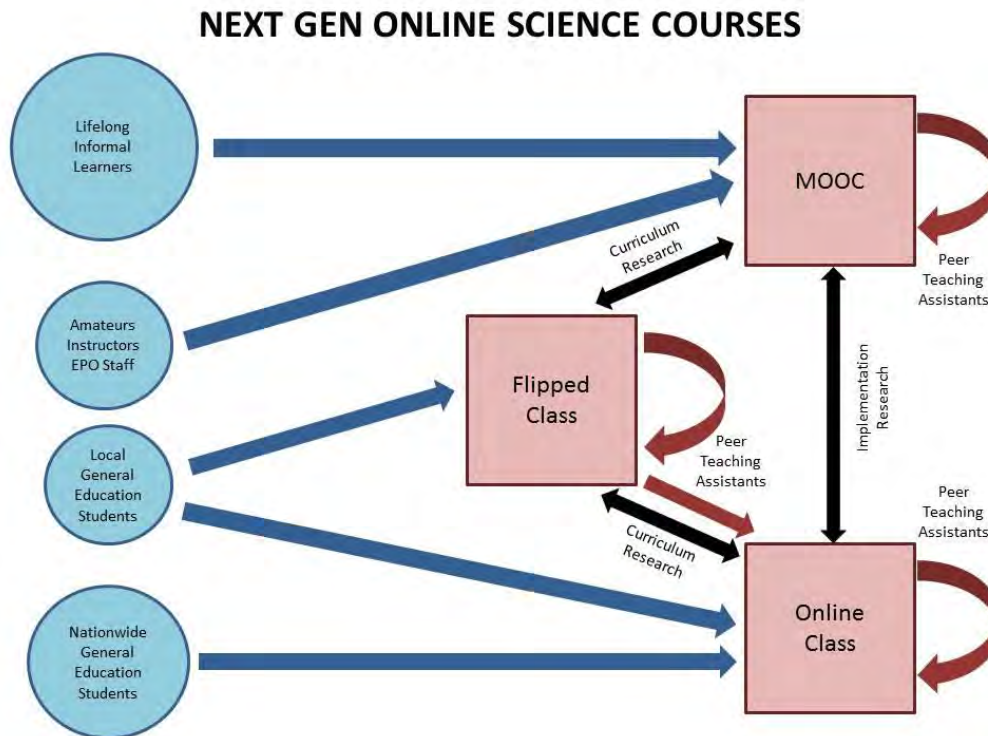 NEXT GEN ONLINE SCIENCE COURSES
Lifelong
Informal
Learners
MOOC
Curriculum
Research
Peer
Teaching
Assistants
Amateurs
Instructors
EPO Staff
Flipped
Class
Implementation
Research
Peer
Teaching
Assistants
Local
General
Education
Students
Curriculum
Research
Peer
Teaching
Assistants
Online
Class
Nationwide
General
Education
Students